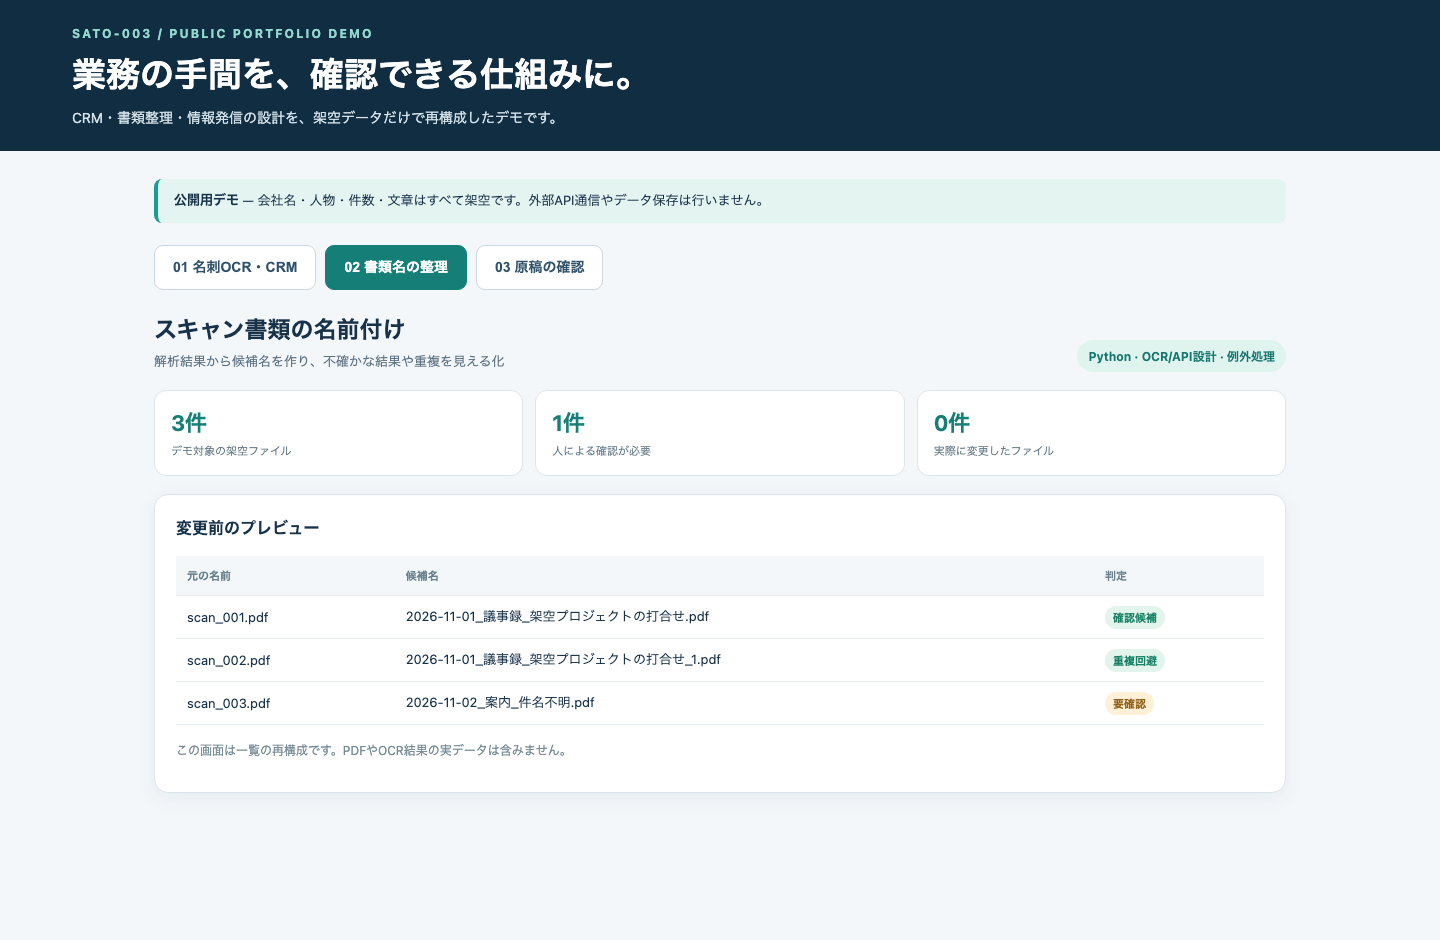 SATO-003 / PUBLIC PORTFOLIO DEMO
業務の手間を、確認できる仕組みに。
CRM・書類整理・情報発信の設計を、架空データだけで再構成したデモです。
公開用デモ — 会社名・人物・件数・文章はすべて架空です。外部API通信やデータ保存は行いません。
01 名刺OCR・CRM
02 書類名の整理
03 原稿の確認
スキャン書類の名前付け
解析結果から候補名を作り、不確かな結果や重複を見える化
Python · OCR/API設計 · 例外処理
3件
デモ対象の架空ファイル
1件
人による確認が必要
0件
実際に変更したファイル
変更前のプレビュー
元の名前 候補名 判定
scan_001.pdf 2026-11-01_議事録_架空プロジェクトの打合せ.pdf 確認候補
scan_002.pdf 2026-11-01_議事録_架空プロジェクトの打合せ_1.pdf 重複回避
scan_003.pdf 2026-11-02_案内_件名不明.pdf 要確認
この画面は一覧の再構成です。PDFやOCR結果の実データは含みません。